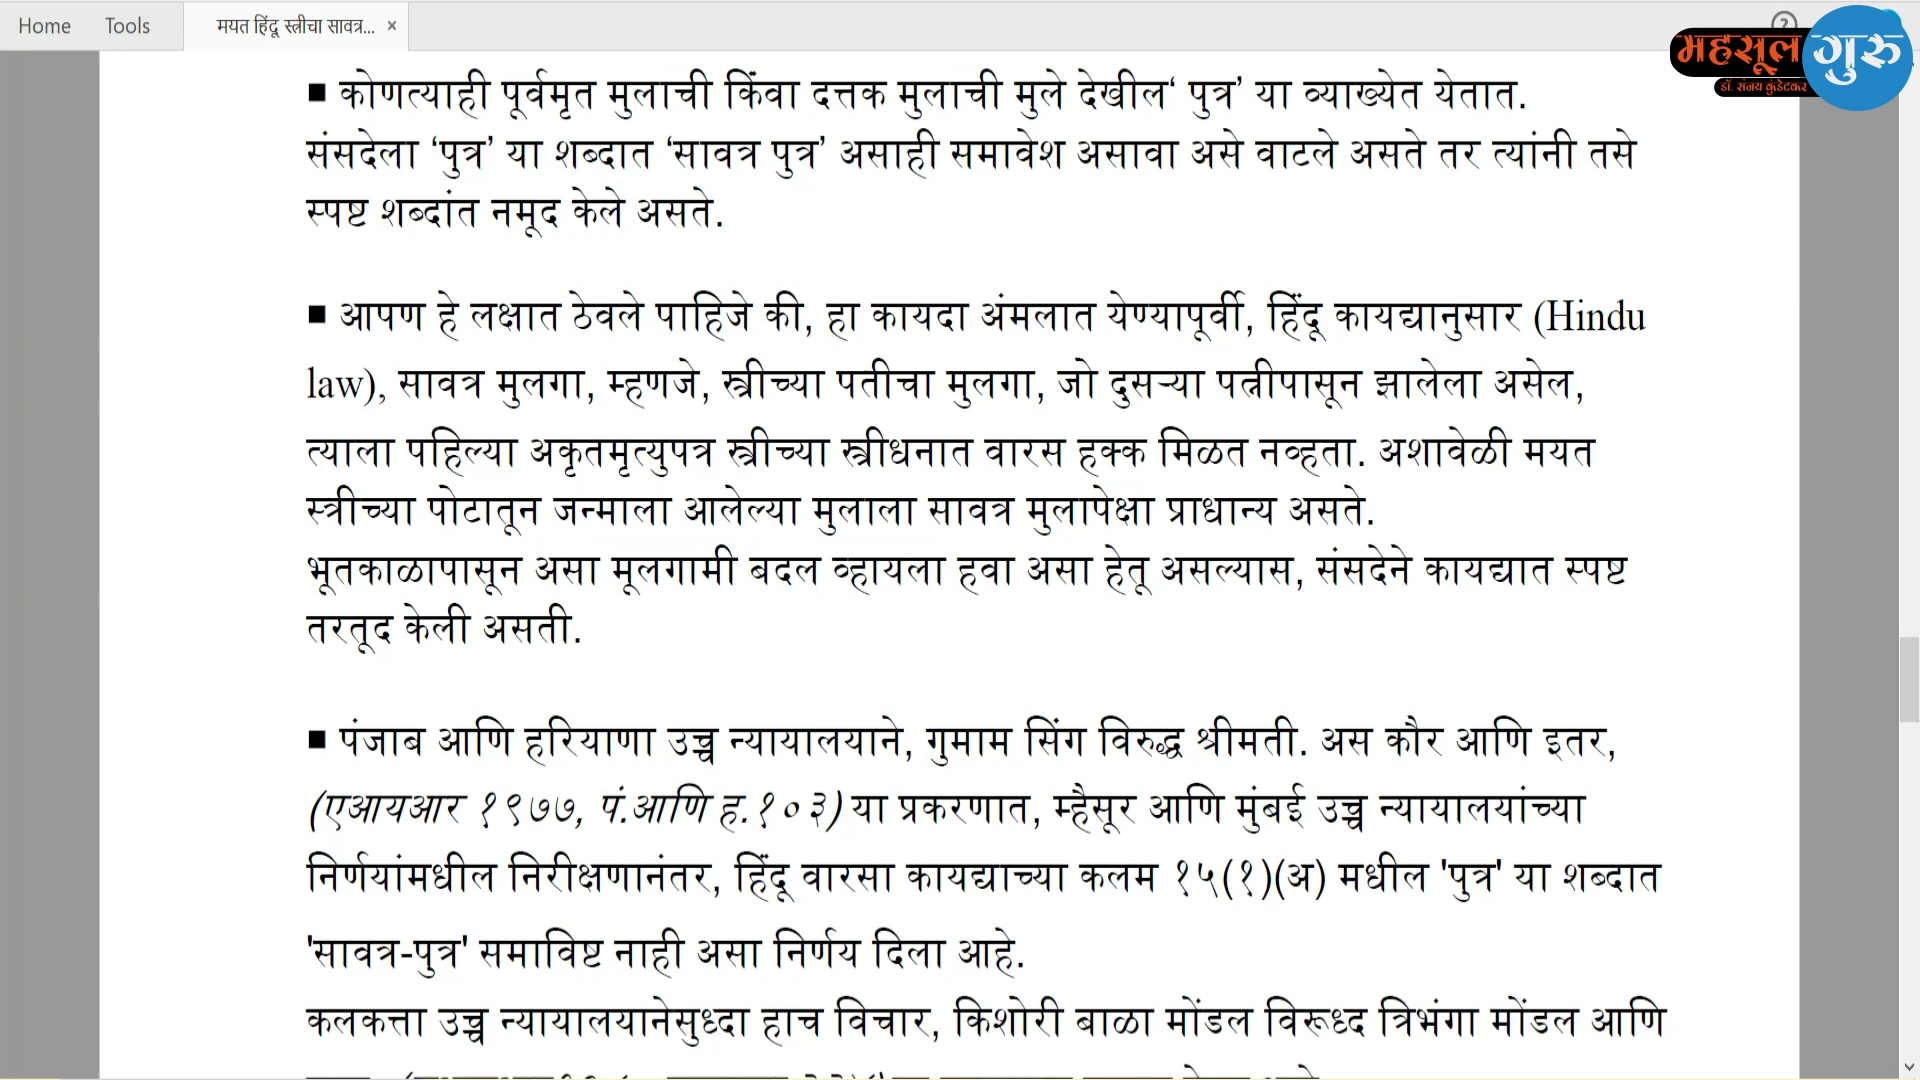 Home Tools मयत हिंदू स्त्रीचा सावत्र... ×
?
महसूल गुरु
डॉ. संजय कुंडेटकर
■ कोणत्याही पूर्वमृत मुलाची किंवा दत्तक मुलाची मुले देखील‘ पुत्र’ या व्याख्येत येतात.
संसदेला ‘पुत्र’ या शब्दात ‘सावत्र पुत्र’ असाही समावेश असावा असे वाटले असते तर त्यांनी तसे
स्पष्ट शब्दांत नमूद केले असते.
■ आपण हे लक्षात ठेवले पाहिजे की, हा कायदा अंमलात येण्यापूर्वी, हिंदू कायद्यानुसार (Hindu
law), सावत्र मुलगा, म्हणजे, स्त्रीच्या पतीचा मुलगा, जो दुसऱ्या पत्नीपासून झालेला असेल,
त्याला पहिल्या अकृतमृत्युपत्र स्त्रीच्या स्त्रीधनात वारस हक्क मिळत नव्हता. अशावेळी मयत
स्त्रीच्या पोटातून जन्माला आलेल्या मुलाला सावत्र मुलापेक्षा प्राधान्य असते.
भूतकाळापासून असा मूलगामी बदल व्हायला हवा असा हेतू असल्यास, संसदेने कायद्यात स्पष्ट
तरतूद केली असती.
■ पंजाब आणि हरियाणा उच्च न्यायालयाने, गुमाम सिंग विरुद्ध श्रीमती. अस कौर आणि इतर,
(एआयआर १९७७, पं.आणि ह.१०३) या प्रकरणात, म्हैसूर आणि मुंबई उच्च न्यायालयांच्या
निर्णयांमधील निरीक्षणानंतर, हिंदू वारसा कायद्याच्या कलम १५(१)(अ) मधील 'पुत्र' या शब्दात
'सावत्र-पुत्र' समाविष्ट नाही असा निर्णय दिला आहे.
कलकत्ता उच्च न्यायालयानेसुध्दा हाच विचार, किशोरी बाळा मोंडल विरूध्द त्रिभंगा मोंडल आणि